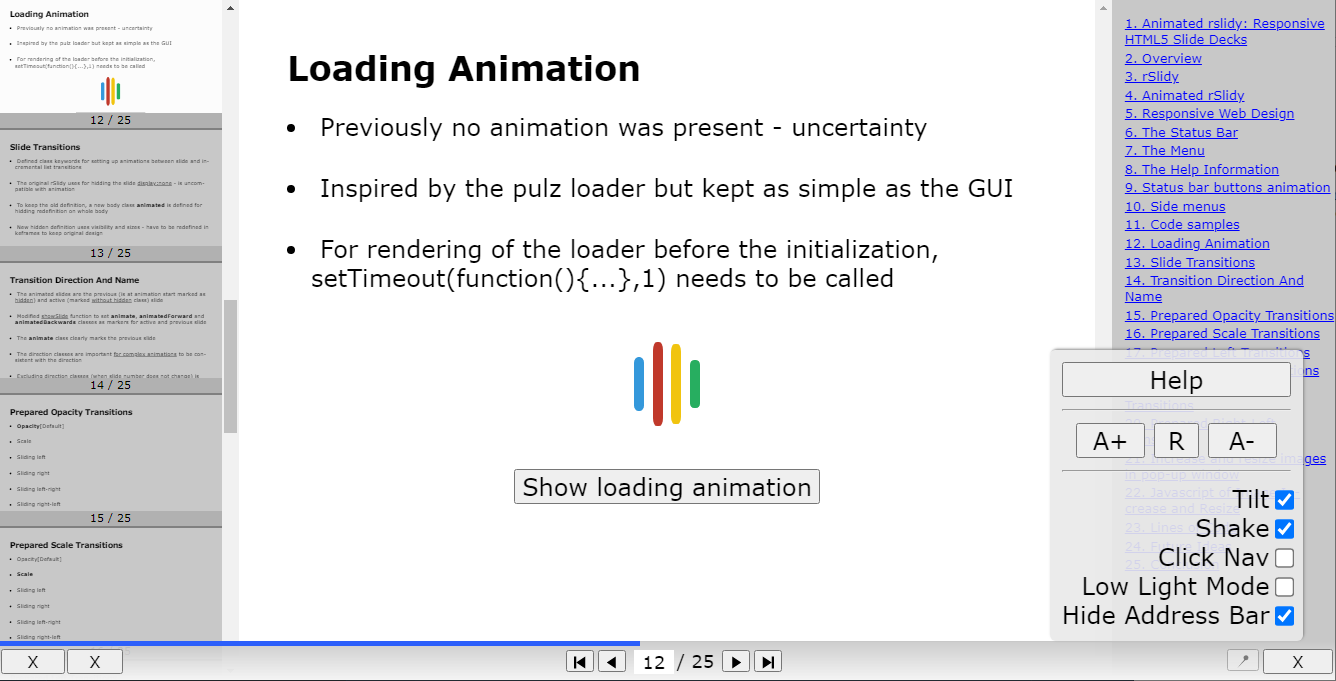 Loading Animation
Previously no animation was present - uncertainty
Inspired by the pulz loader but kept as simple as the GUI
For rendering of the loader before the initialization,
setTimeout(function(){...},1) needs to be called
12 / 25
Slide Transitions
Defined class keywords for setting up animations between slide and in-
cremental list transitions
The original rSlidy uses for hidding the slide display:none - is uncom-
patible with animation
To keep the old definition, a new body class animated is defined for
hidding redefinition on whole body
New hidden definition uses visibility and sizes - have to be redefined in
keframes to keep original design
13 / 25
Transition Direction And Name
The animated slides are the previous (is at animation start marked as
hidden) and active (marked without hidden class) slide
Modified showSlide function to set animate, animatedForward and
animatedBackwards classes as markers for active and previous slide
The animate class clearly marks the previous slide
The direction classes are important for complex animations to be con-
sistent with the direction
Excluding direction classes (when slide number does not change) is
14 / 25
Prepared Opacity Transitions
Opacity[Default]
Scale
Sliding left
Sliding right
Sliding left-right
Sliding right-left
15 / 25
Prepared Scale Transitions
Opacity[Default]
Scale
Sliding left
Sliding right
Sliding left-right
Sliding right-left
Loading Animation
Previously no animation was present - uncertainty
Inspired by the pulz loader but kept as simple as the GUI
For rendering of the loader before the initialization,
setTimeout(function(){...},1) needs to be called
Show loading animation
1. Animated rslidy: Responsive
HTML5 Slide Decks
2. Overview
3. rSlidy
4. Animated rSlidy
5. Responsive Web Design
6. The Status Bar
7. The Menu
8. The Help Information
9. Status bar buttons animation
10. Side menus
11. Code samples
12. Loading Animation
13. Slide Transitions
14. Transition Direction And
Name
15. Prepared Opacity Transitions
16. Prepared Scale Transitions
17. Prepared Left Transitions
Transitions
21. Increase and resize images
in pop-up window
22. Javascript of
crease and Resize
23. Lines
24. Future
25.
Help
A+ R A-
Tilt
Shake
Click Nav
Low Light Mode
Hide Address Bar
X X
12 / 25
X